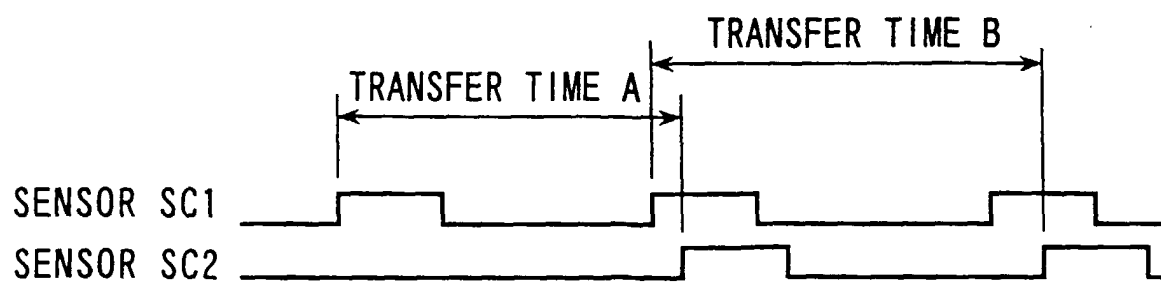 TRANSFER TIME B
TRANSFER TIME A
SENSOR SC1
SENSOR SC2